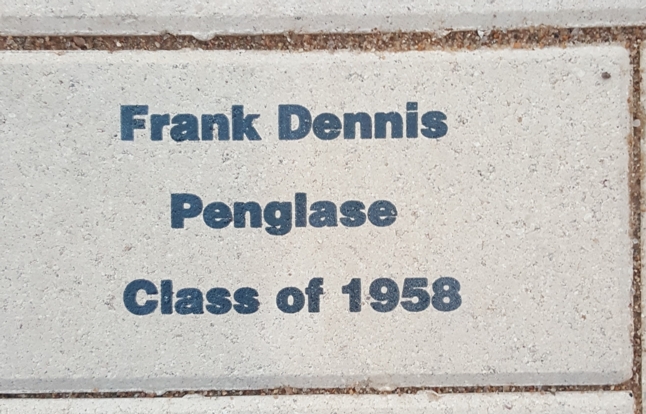 Frank Dennis
Penglase
Class of 1958